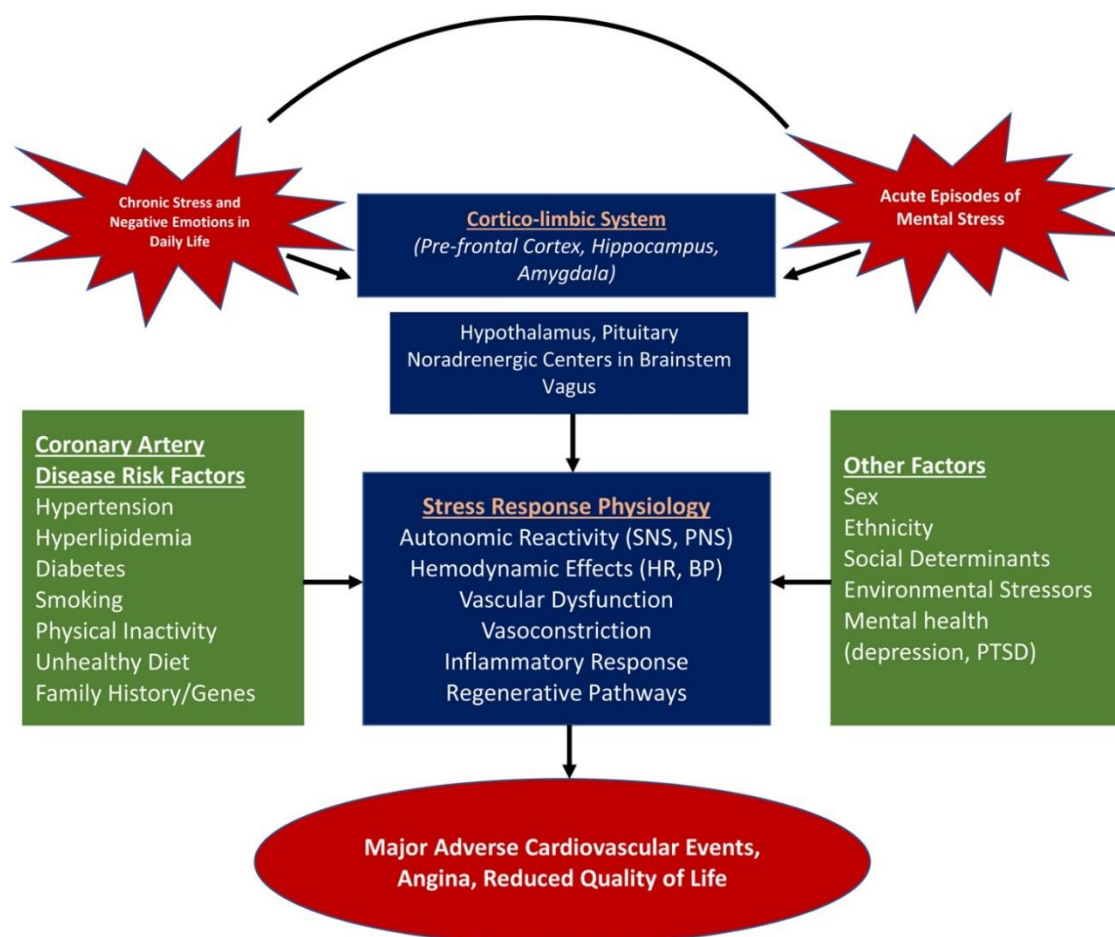 Chronic Stress and
Negative Emotions in
Daily Life
Acute Episodes of
Mental Stress
Cortico-limbic System
(Pre-frontal Cortex, Hippocampus,
Amygdala)
Hypothalamus, Pituitary
Noradrenergic Centers in Brainstem
Vagus
Coronary Artery
Disease Risk Factors
Hypertension
Hyperlipidemia
Diabetes
Smoking
Physical Inactivity
Unhealthy Diet
Family History/Genes
Stress Response Physiology
Autonomic Reactivity (SNS, PNS)
Hemodynamic Effects (HR, BP)
Vascular Dysfunction
Vasoconstriction
Inflammatory Response
Regenerative Pathways
Other Factors
Sex
Ethnicity
Social Determinants
Environmental Stressors
Mental health
(depression, PTSD)
Major Adverse Cardiovascular Events,
Angina, Reduced Quality of Life